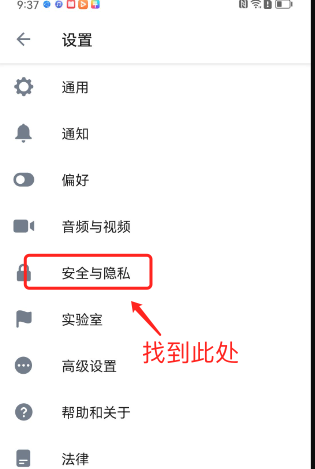 9:37
设置
通用
通知
偏好
音频与视频
安全与隐私
实验室
找到此处
高级设置
帮助和关于
法律